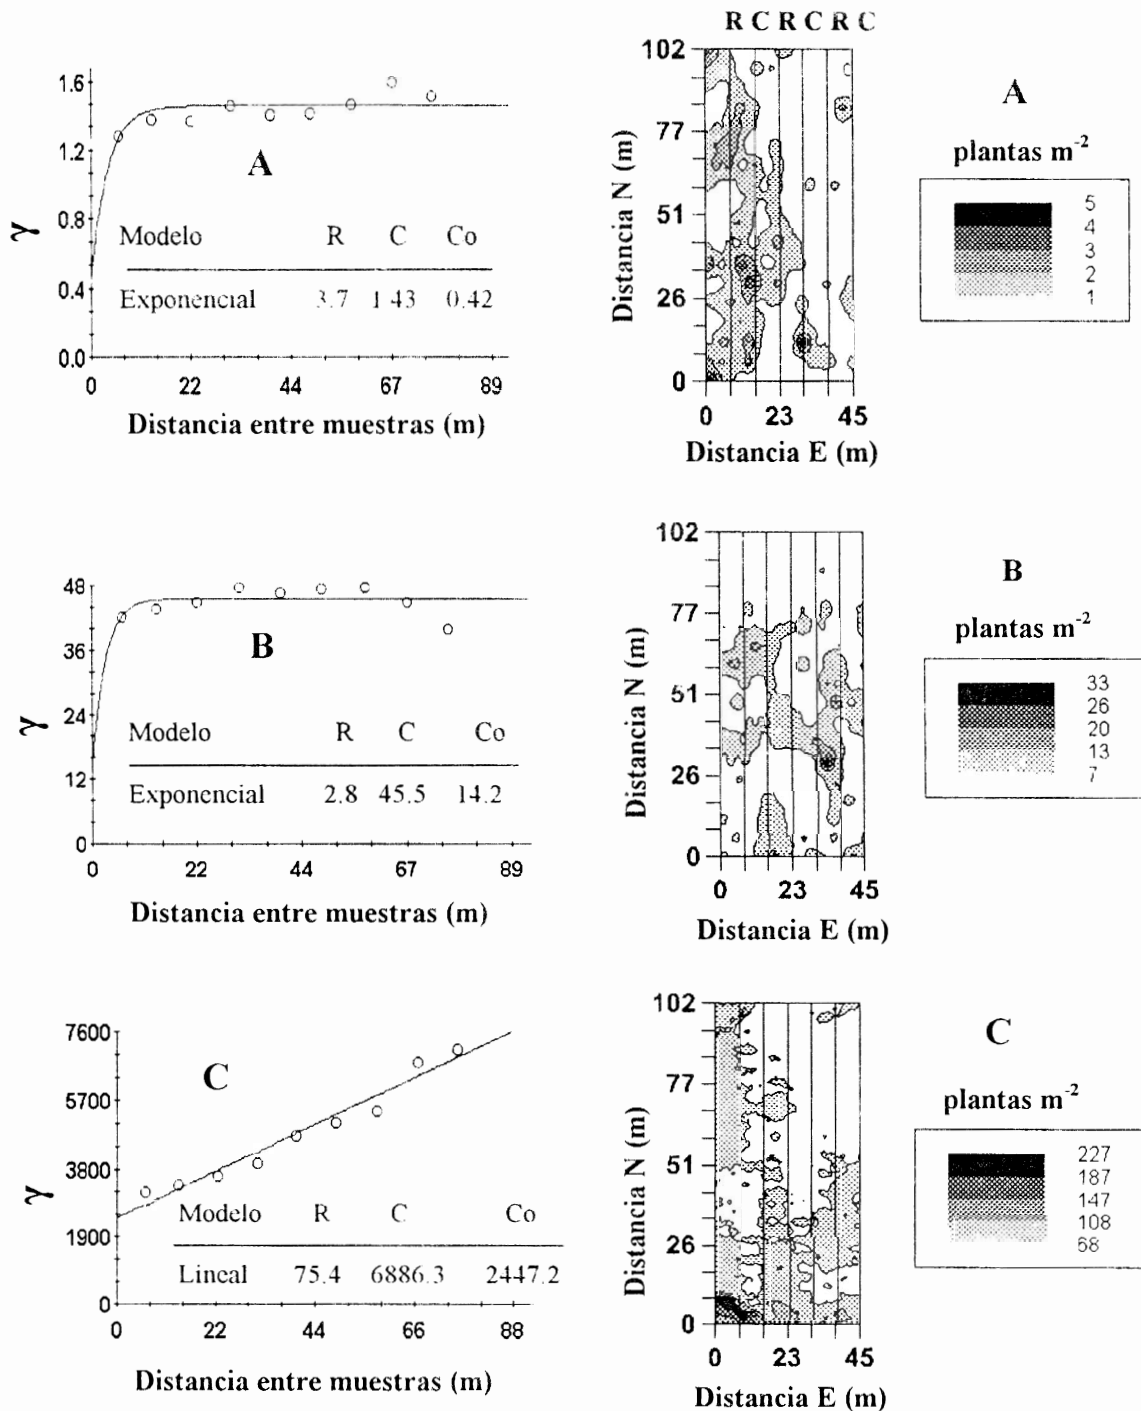 1.6
1.2
0.8
0.4
0.0
γ
A
Modelo R C Co
Exponencial 3.7 1.43 0.42
0 22 44 67 89
Distancia entre muestras (m)
R C R C R C
102
77
51
26
0
Distancia N (m)
0 23 45
Distancia E (m)
A
plantas m⁻²
5
4
3
2
1
48
36
24
12
0
γ
B
Modelo R C Co
Exponencial 2.8 45.5 14.2
0 22 44 67 89
Distancia entre muestras (m)
102
77
51
26
0
Distancia N (m)
0 23 45
Distancia E (m)
B
plantas m⁻²
33
26
20
13
7
7600
5700
3800
1900
0
γ
C
Modelo R C Co
Lineal 75.4 6886.3 2447.2
0 22 44 66 88
Distancia entre muestras (m)
102
77
51
26
0
Distancia N (m)
0 23 45
Distancia E (m)
C
plantas m⁻²
227
187
147
108
68